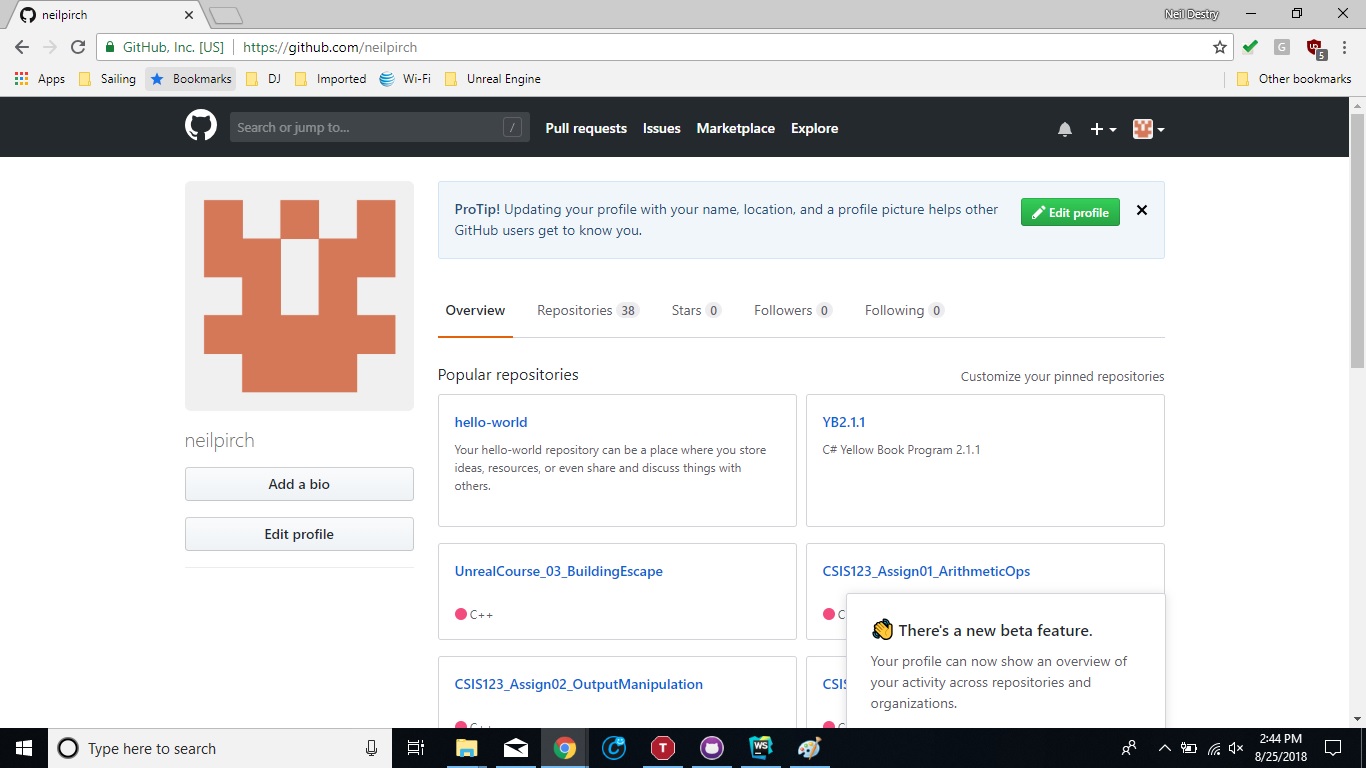 neilpirch
Neil Destry
GitHub, Inc. [US] https://github.com/neilpirch
G
5
Apps Sailing Bookmarks DJ Imported Wi-Fi Unreal Engine Other bookmarks
Search or jump to... / Pull requests Issues Marketplace Explore
ProTip! Updating your profile with your name, location, and a profile picture helps other
GitHub users get to know you.
Edit profile
Overview Repositories 38 Stars 0 Followers 0 Following 0
Popular repositories Customize your pinned repositories
neilpirch
Add a bio
Edit profile
hello-world
Your hello-world repository can be a place where you store
ideas, resources, or even share and discuss things with
others.
YB2.1.1
C# Yellow Book Program 2.1.1
UnrealCourse_03_BuildingEscape
C++
CSIS123_Assign01_ArithmeticOps
C
CSIS123_Assign02_OutputManipulation
C++
CSIS
C
There's a new beta feature.
Your profile can now show an overview of
your activity across repositories and
organizations.
Type here to search
T
WS
2:44 PM
8/25/2018